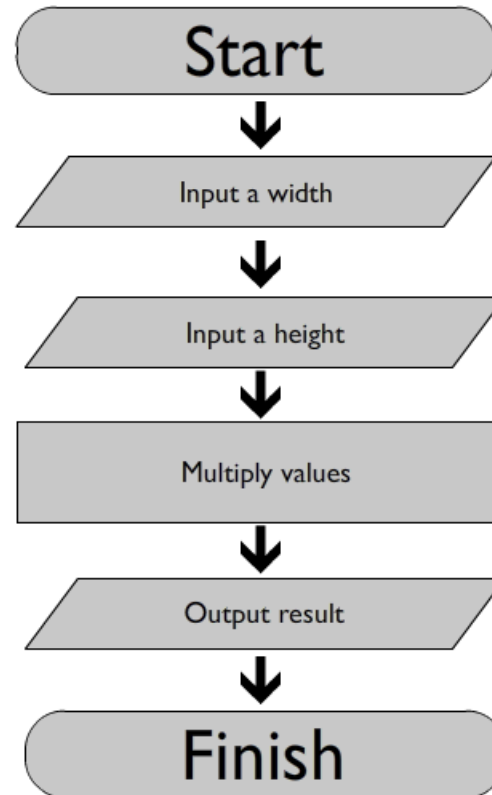 Start
Input a width
Input a height
Multiply values
Output result
Finish